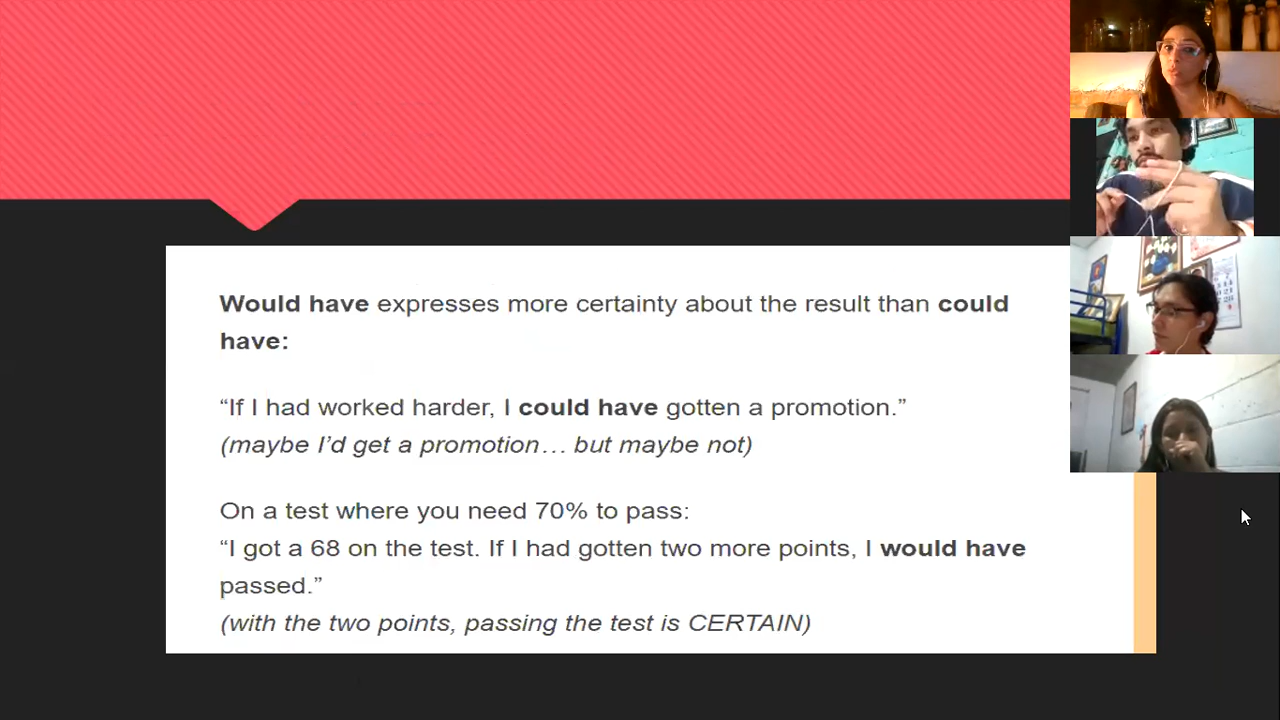 Would have expresses more certainty about the result than could
have:
“If I had worked harder, I could have gotten a promotion.”
(maybe I’d get a promotion… but maybe not)
On a test where you need 70% to pass:
“I got a 68 on the test. If I had gotten two more points, I would have
passed.”
(with the two points, passing the test is CERTAIN)